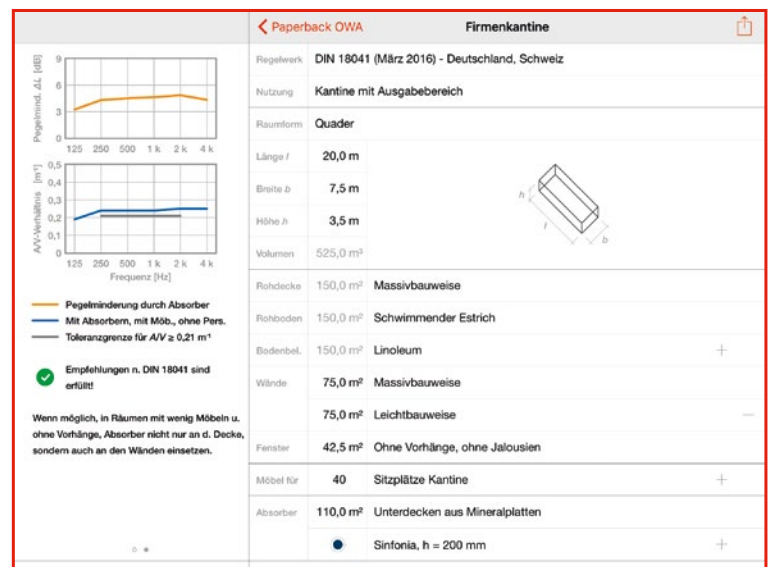 Paperback OWA
Firmenkantine
Pegelmind. ΔL [dB]
9
6
3
0
125 250 500 1 k 2 k 4 k
A/V-Verhältnis [m⁻¹]
0,5
0,4
0,3
0,2
0,1
0
125 250 500 1 k 2 k 4 k
Frequenz [Hz]
Pegelminderung durch Absorber
Mit Absorbern, mit Möb., ohne Pers.
Toleranzgrenze für A/V ≥ 0,21 m⁻¹
Empfehlungen n. DIN 18041 sind
erfüllt!
Wenn möglich, in Räumen mit wenig Möbeln u.
ohne Vorhänge, Absorber nicht nur an d. Decke,
sondern auch an den Wänden einsetzen.
Regelwerk DIN 18041 (März 2016) - Deutschland, Schweiz
Nutzung Kantine mit Ausgabebereich
Raumform Quader
Länge l 20,0 m
Breite b 7,5 m
Höhe h 3,5 m
Volumen 525,0 m³
h
l
b
Rohdecke 150,0 m² Massivbauweise
Rohboden 150,0 m² Schwimmender Estrich
Bodenbel. 150,0 m² Linoleum
Wände 75,0 m² Massivbauweise
75,0 m² Leichtbauweise
Fenster 42,5 m² Ohne Vorhänge, ohne Jalousien
Möbel für 40 Sitzplätze Kantine
Absorber 110,0 m² Unterdecken aus Mineralplatten
Sinfonia, h = 200 mm